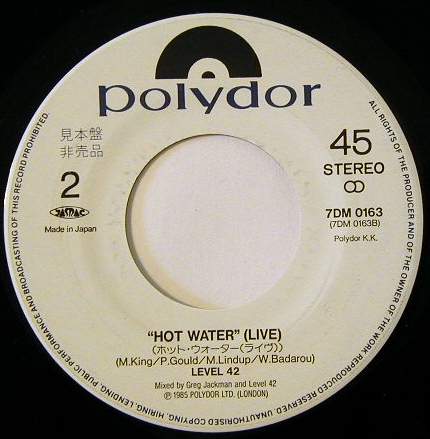 polydor
見本盤
非売品
2
JASRAC
Made in Japan
45
STEREO
7DM 0163
(7DM 0163B)
Polydor K.K.
"HOT WATER" (LIVE)
(ホット・ウォーター(ライヴ))
(M.King/P.Gould/M.Lindup/W.Badarou)
LEVEL 42
Mixed by Greg Jackman and Level 42
℗ 1985 POLYDOR LTD. (LONDON)
ALL RIGHTS OF THE PRODUCER AND OF THE OWNER OF THE WORK REPRODUCED RESERVED. UNAUTHORISED COPYING, HIRING, LENDING, PUBLIC PERFORMANCE AND BROADCASTING OF THIS RECORD PROHIBITED.